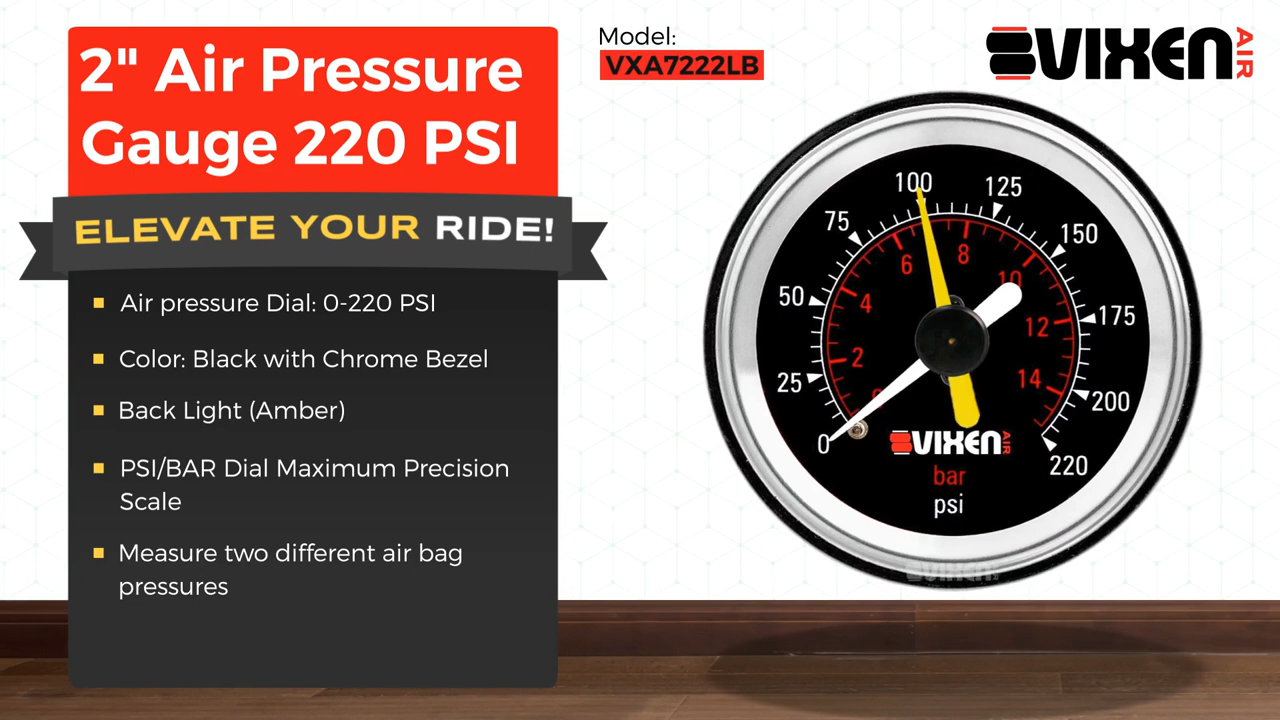 2" Air Pressure
Gauge 220 PSI
ELEVATE YOUR RIDE!
Air pressure Dial: 0-220 PSI
Color: Black with Chrome Bezel
Back Light (Amber)
PSI/BAR Dial Maximum Precision
Scale
Measure two different air bag
pressures
Model:
VXA7222LB
VIXEN AIR
0
25
50
75
100
125
150
175
200
220
2
4
6
8
10
12
14
VIXEN AIR
bar
psi
VIXEN